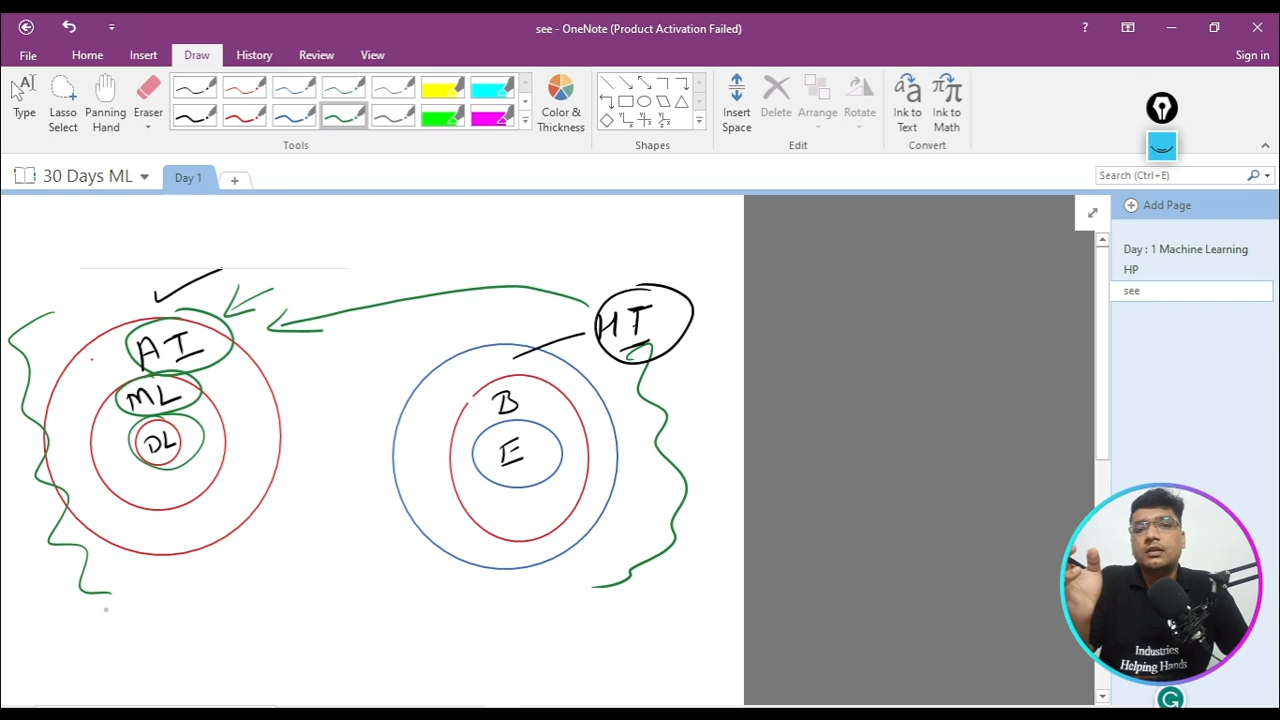 see - OneNote (Product Activation Failed)
?
File Home Insert Draw History Review View
Sign in
Type
Lasso Select
Panning Hand
Eraser
Color & Thickness
Insert Space
Delete
Arrange
Rotate
Ink to Text
Ink to Math
Tools
Shapes
Edit
Convert
30 Days ML
Day 1
Search (Ctrl+E)
Add Page
Day : 1 Machine Learning
HP
see
AI
ML
DL
HI
B
E
Industries
Helping Hands
G